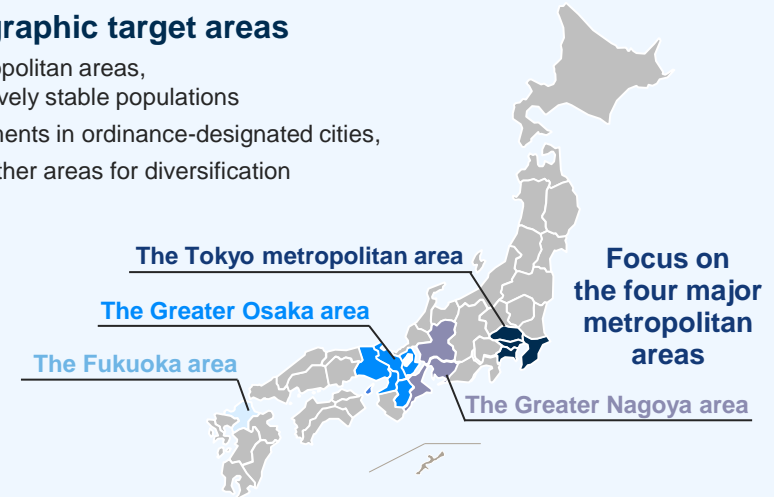 graphic target areas
opolitan areas,
vely stable populations
ments in ordinance-designated cities,
ther areas for diversification
The Tokyo metropolitan area
Focus on
the four major
metropolitan
areas
The Greater Osaka area
The Fukuoka area
The Greater Nagoya area